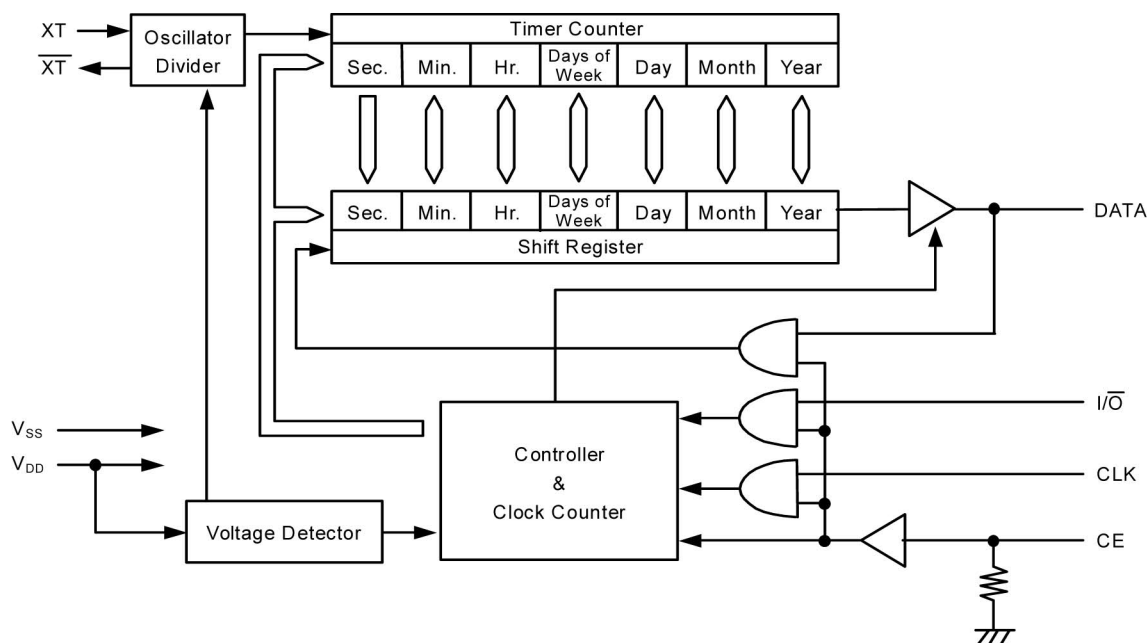 XT
X̅T̅
Oscillator
Divider
Timer Counter
Sec. Min. Hr. Days of Week Day Month Year
Sec. Min. Hr. Days of Week Day Month Year
Shift Register
DATA
I/O̅
CLK
CE
VSS
VDD
Voltage Detector
Controller
&
Clock Counter